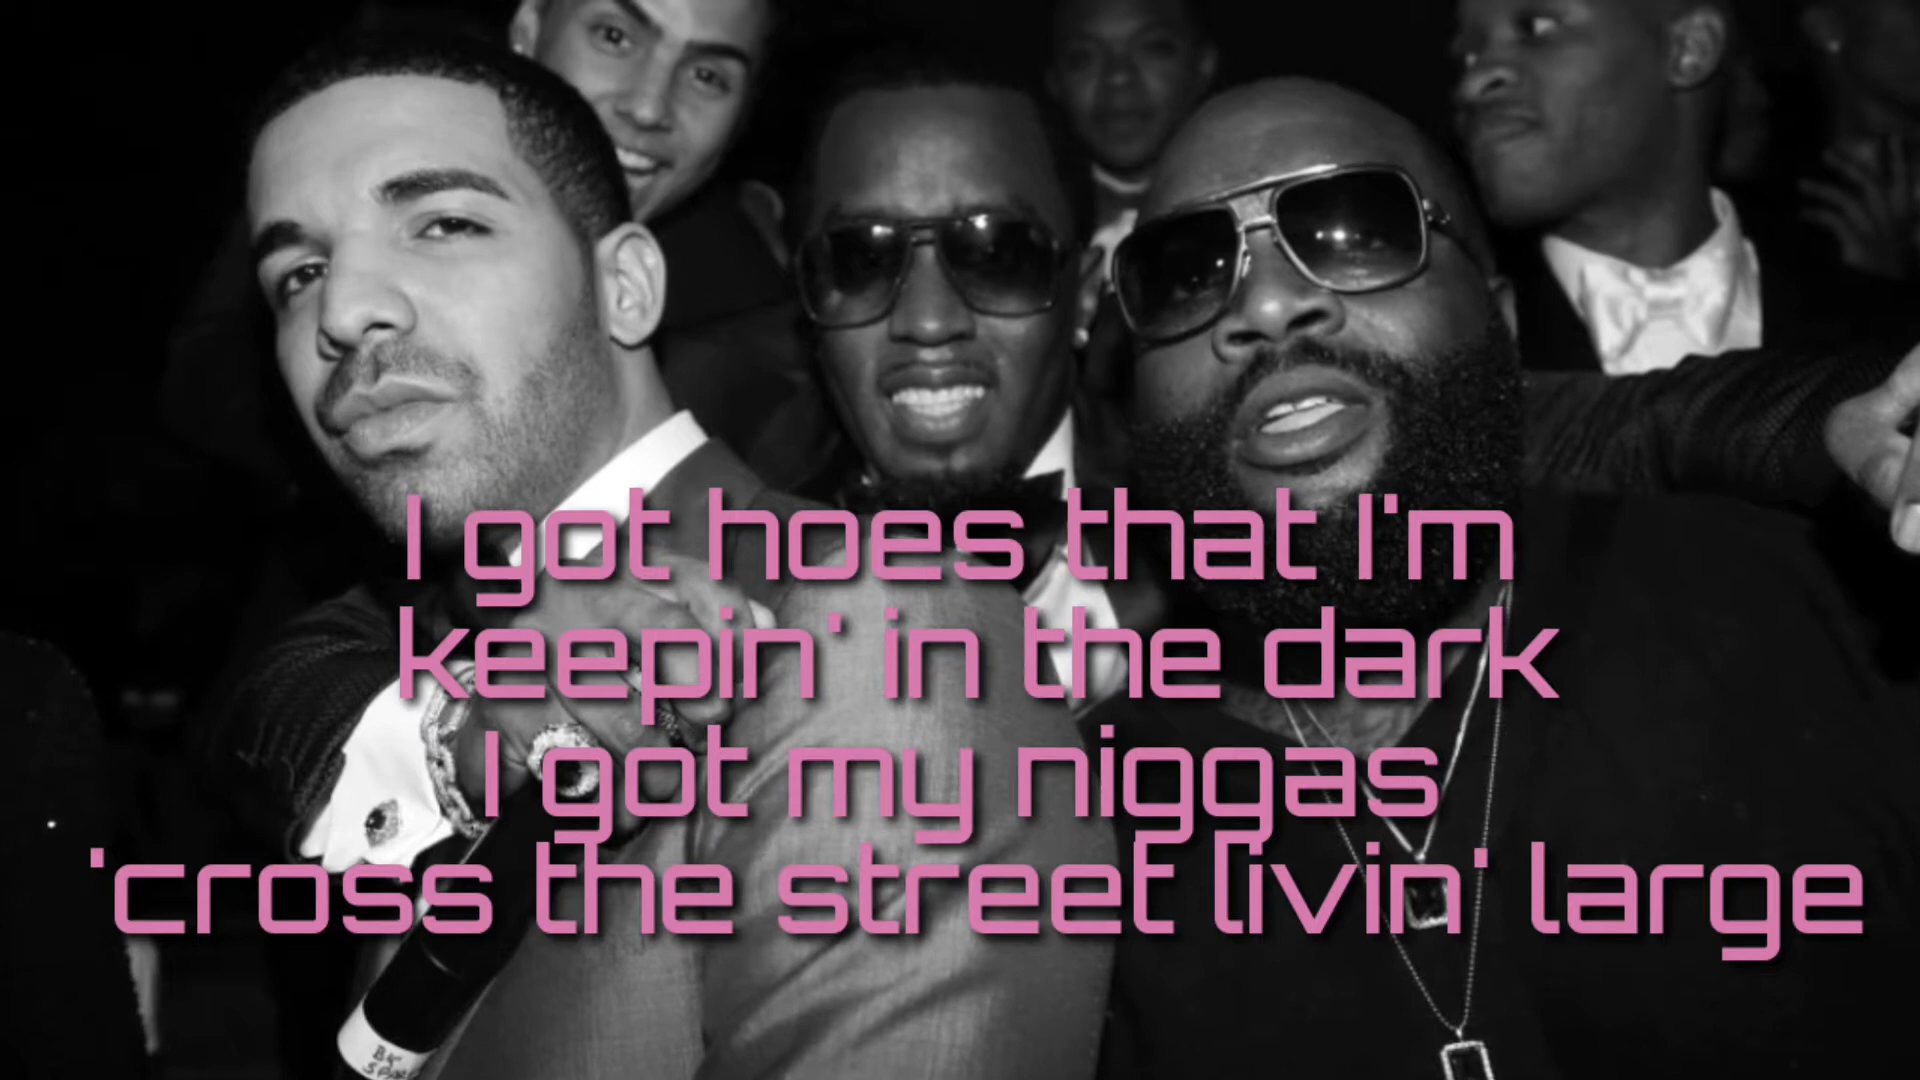 I got hoes that I'm
keepin' in the dark
I got my niggas
'cross the street livin' large